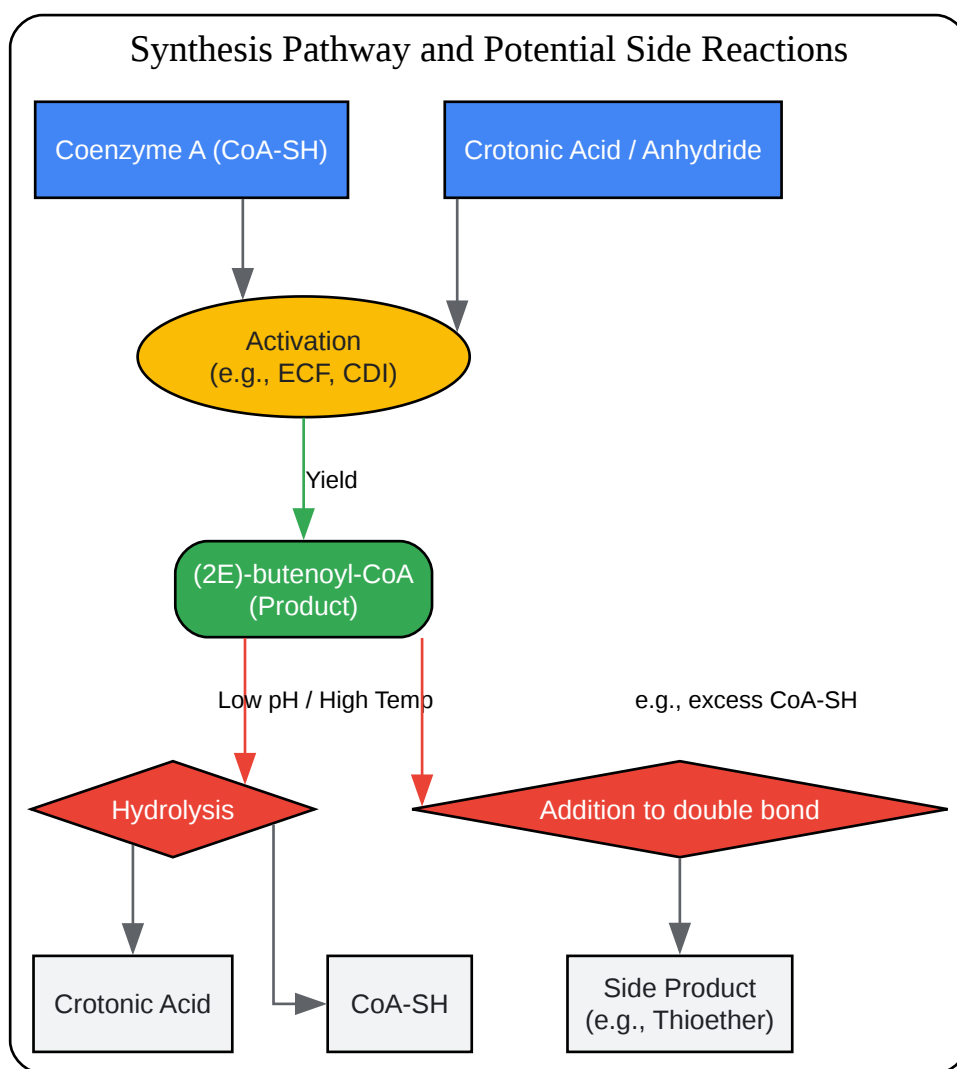 Synthesis Pathway and Potential Side Reactions
Coenzyme A (CoA-SH)
Crotonic Acid / Anhydride
Activation
(e.g., ECF, CDI)
Yield
(2E)-butenoyl-CoA
(Product)
Low pH / High Temp
e.g., excess CoA-SH
Hydrolysis
Addition to double bond
Crotonic Acid
CoA-SH
Side Product
(e.g., Thioether)